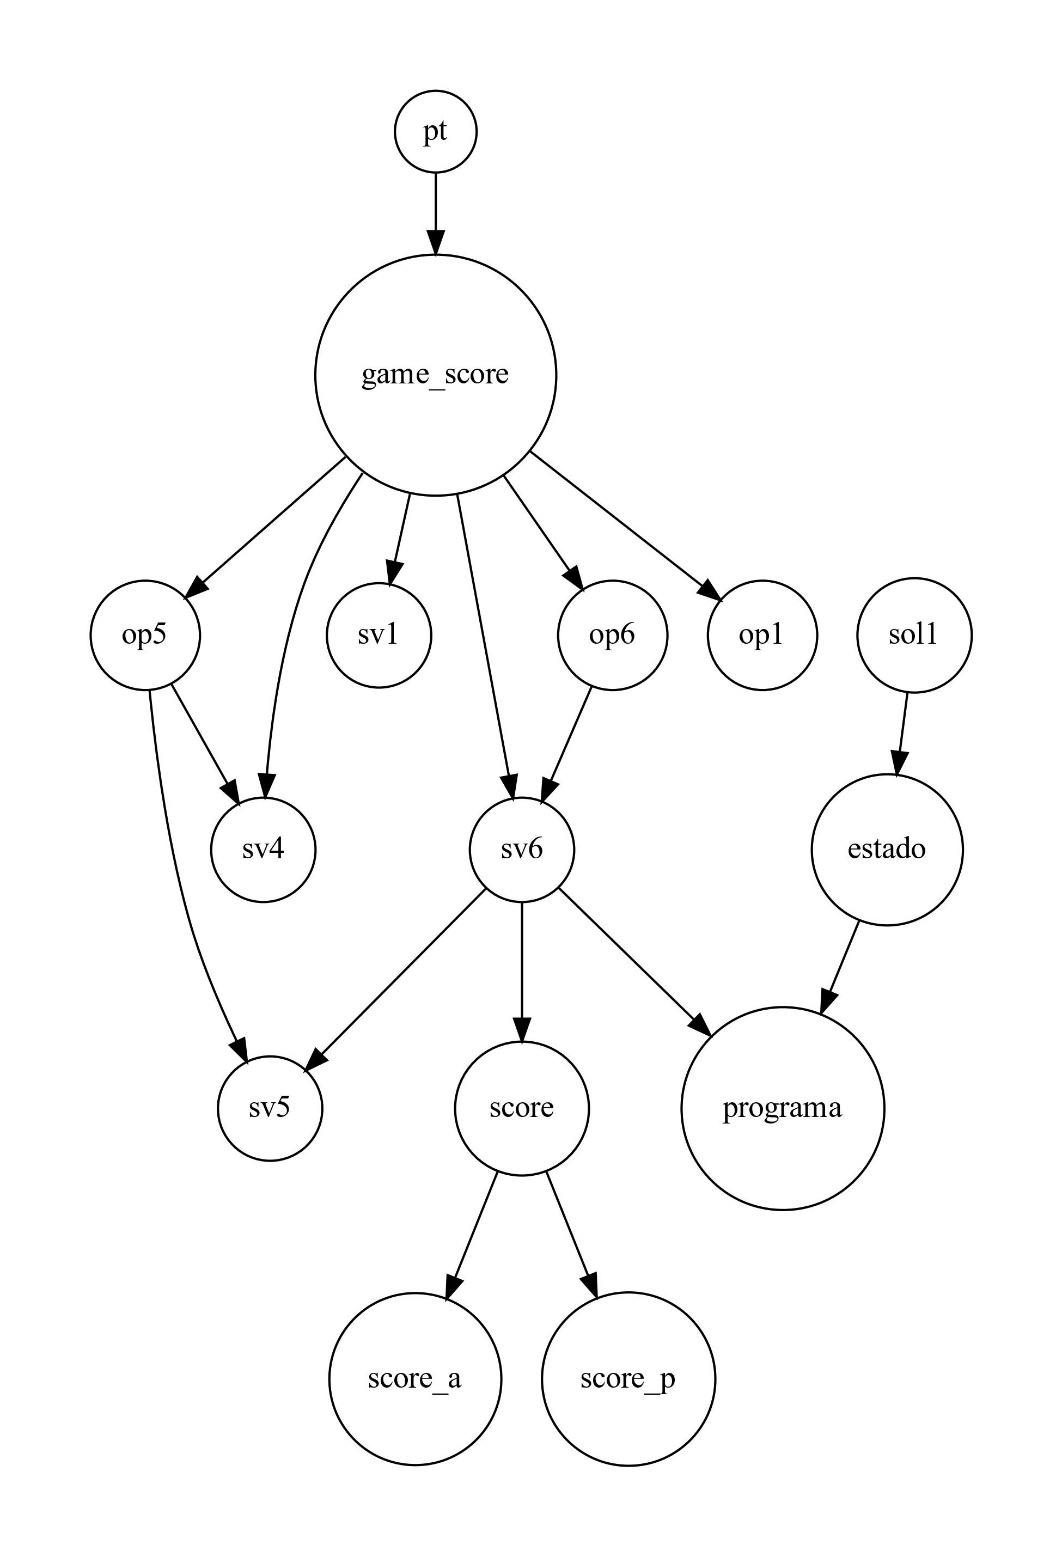 pt
game_score
op5
sv1
op6
op1
sol1
sv4
sv6
estado
sv5
score
programa
score_a
score_p